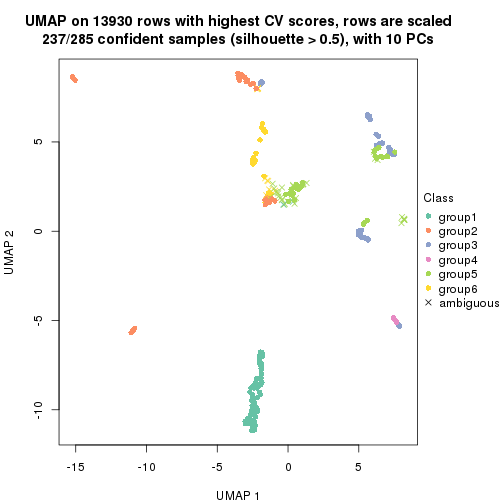 UMAP on 13930 rows with highest CV scores, rows are scaled
237/285 confident samples (silhouette > 0.5), with 10 PCs
5
0
-5
-10
UMAP 2
-15
-10
-5
0
5
UMAP 1
Class
group1
group2
group3
group4
group5
group6
ambiguous